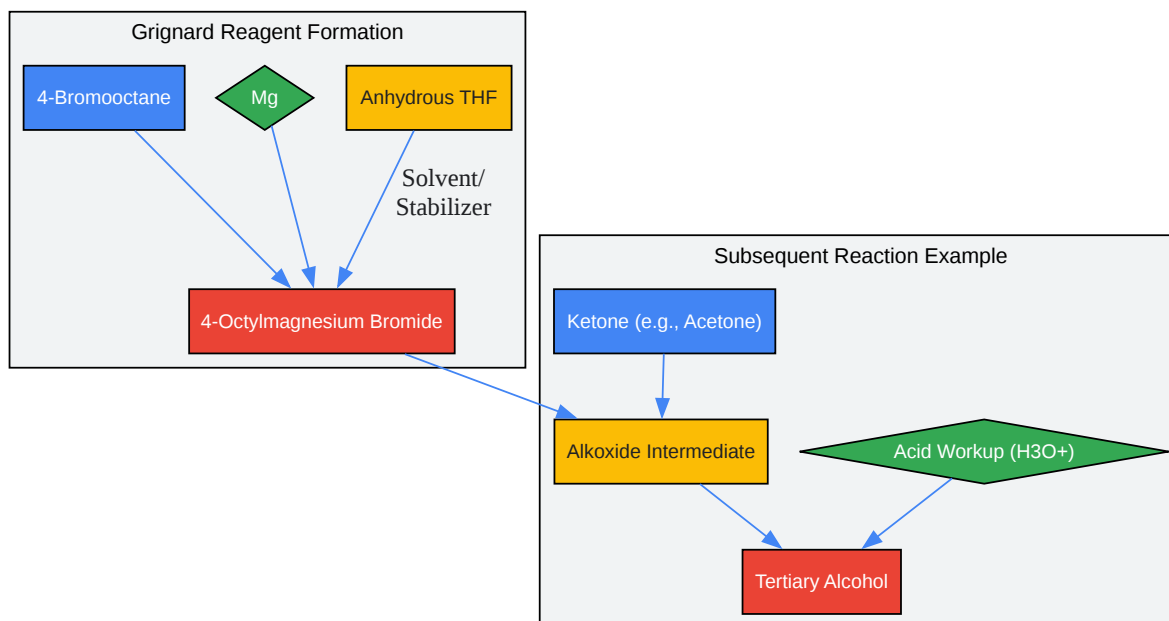 Grignard Reagent Formation
4-Bromooctane
Mg
Anhydrous THF
Solvent/
Stabilizer
4-Octylmagnesium Bromide
Subsequent Reaction Example
Ketone (e.g., Acetone)
Alkoxide Intermediate
Acid Workup (H3O+)
Tertiary Alcohol